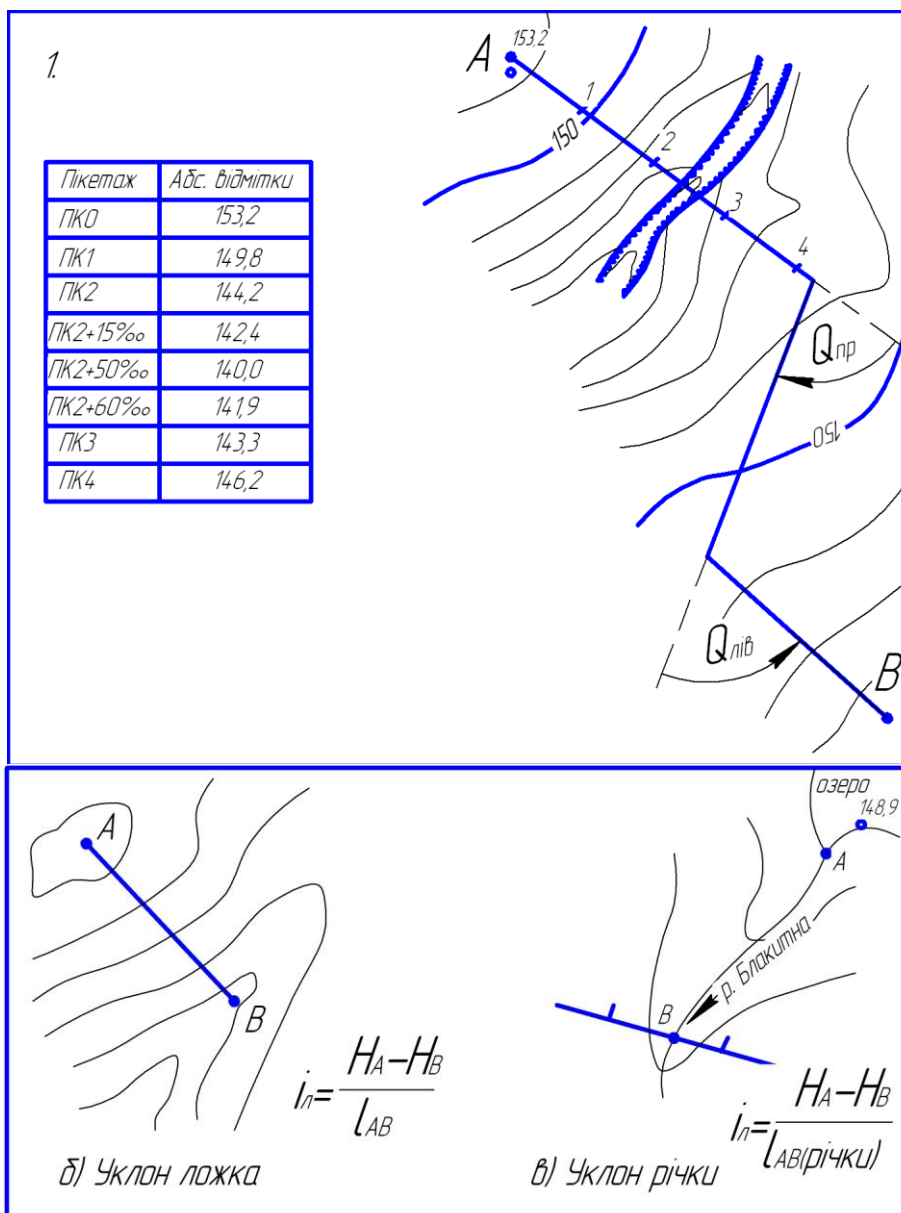 1.
A
153,2
1
150
2
3
4
Пікетаж Абс. відмітки
ПК0 153,2
ПК1 149,8
ПК2 144,2
ПК2+15‰ 142,4
ПК2+50‰ 140,0
ПК2+60‰ 141,9
ПК3 143,3
ПК4 146,2
Qпр
150
Qлів
B
A
B
iл= HA-HB / lAB
б) Уклон ложка
озеро
148,9
A
р. Блакитна
B
iл= HA-HB / lAB(річки)
в) Уклон річки